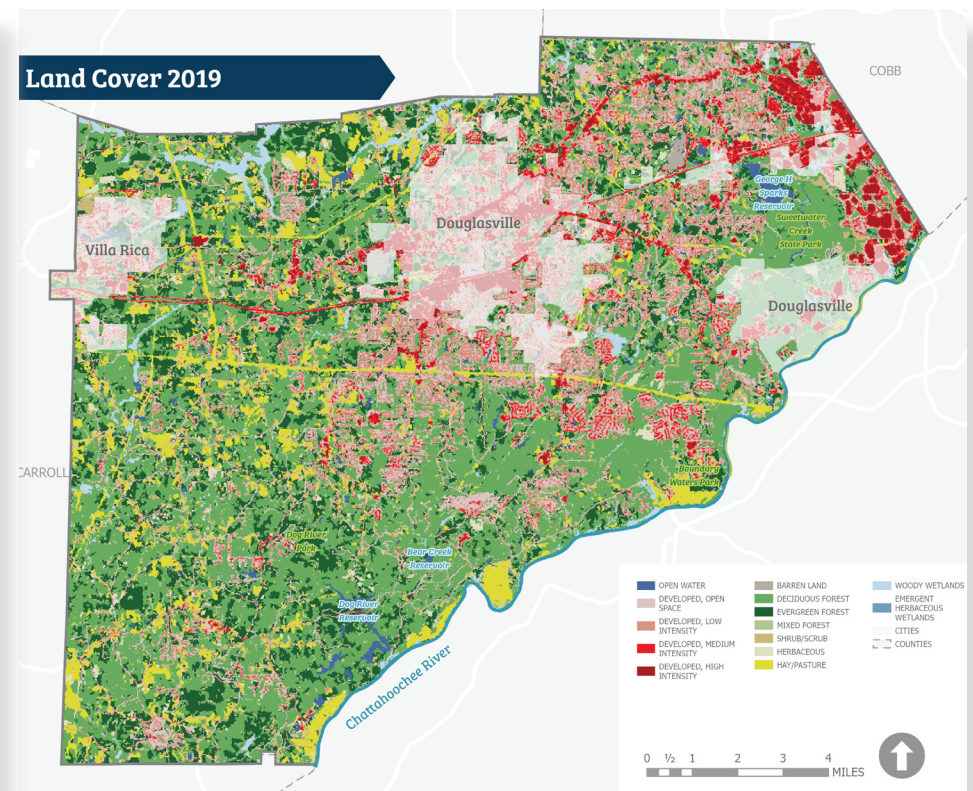 Land Cover 2019
COBB
George H
Sparks
Reservoir
Sweetwater
Creek
State Park
Douglasville
Villa Rica
Douglasville
CARROLL
Boundary
Waters Park
Dog River
Park
Bear Creek
Reservoir
Dog River
Reservoir
Chattahoochee River
OPEN WATER
DEVELOPED, OPEN
SPACE
DEVELOPED, LOW
INTENSITY
DEVELOPED, MEDIUM
INTENSITY
DEVELOPED, HIGH
INTENSITY
BARREN LAND
DECIDUOUS FOREST
EVERGREEN FOREST
MIXED FOREST
SHRUB/SCRUB
HERBACEOUS
HAY/PASTURE
WOODY WETLANDS
EMERGENT
HERBACEOUS
WETLANDS
CITIES
COUNTIES
0 ½ 1 2 3 4
MILES